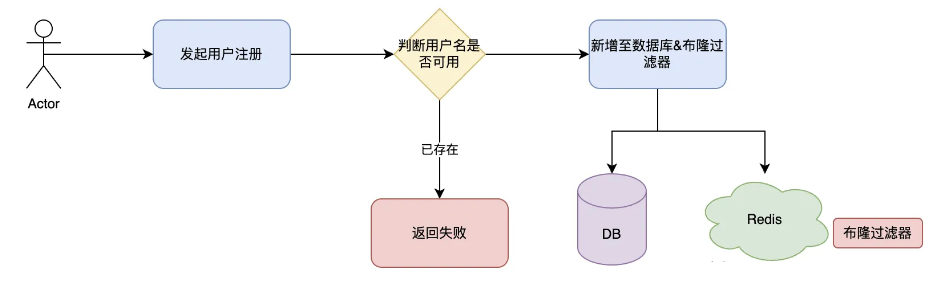 Actor
发起用户注册
判断用户名是
否可用
新增至数据库&布隆过
滤器
已存在
返回失败
DB
Redis
布隆过滤器